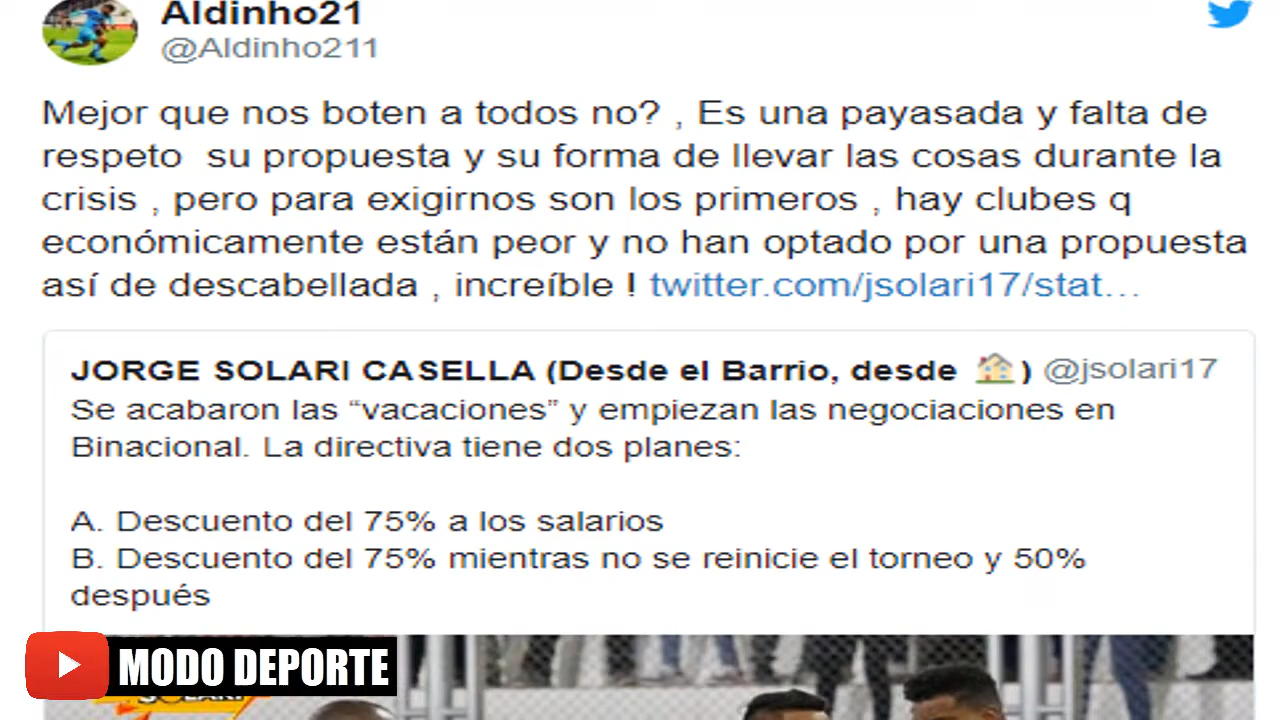 Aldinho21
@Aldinho211
Mejor que nos boten a todos no? , Es una payasada y falta de
respeto su propuesta y su forma de llevar las cosas durante la
crisis , pero para exigirnos son los primeros , hay clubes q
económicamente están peor y no han optado por una propuesta
así de descabellada , increíble ! twitter.com/jsolari17/stat...
JORGE SOLARI CASELLA (Desde el Barrio, desde 🏠) @jsolari17
Se acabaron las “vacaciones” y empiezan las negociaciones en
Binacional. La directiva tiene dos planes:
A. Descuento del 75% a los salarios
B. Descuento del 75% mientras no se reinicie el torneo y 50%
después
MODO DEPORTE
SOLARI